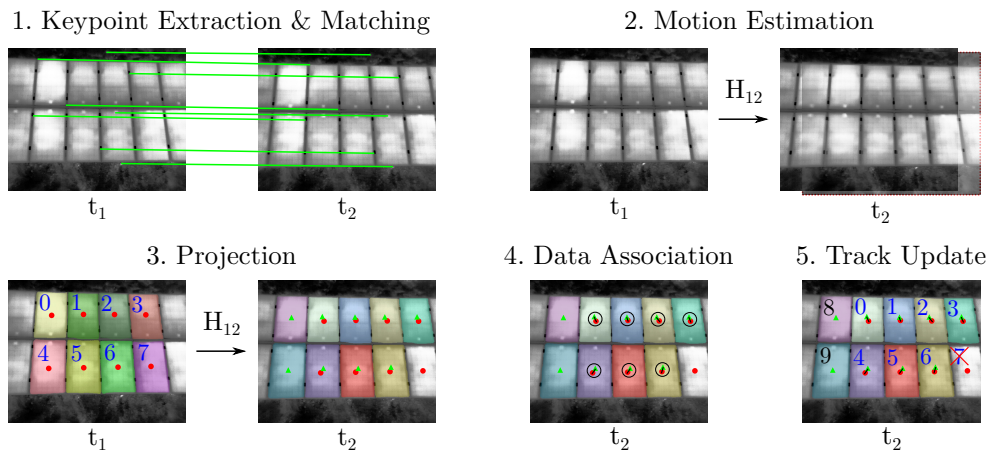 1. Keypoint Extraction & Matching
t1
t2
2. Motion Estimation
H12
t1
t2
3. Projection
0 1 2 3
4 5 6 7
H12
t1
t2
4. Data Association
t2
5. Track Update
8 0 1 2 3
9 4 5 6 7
t2